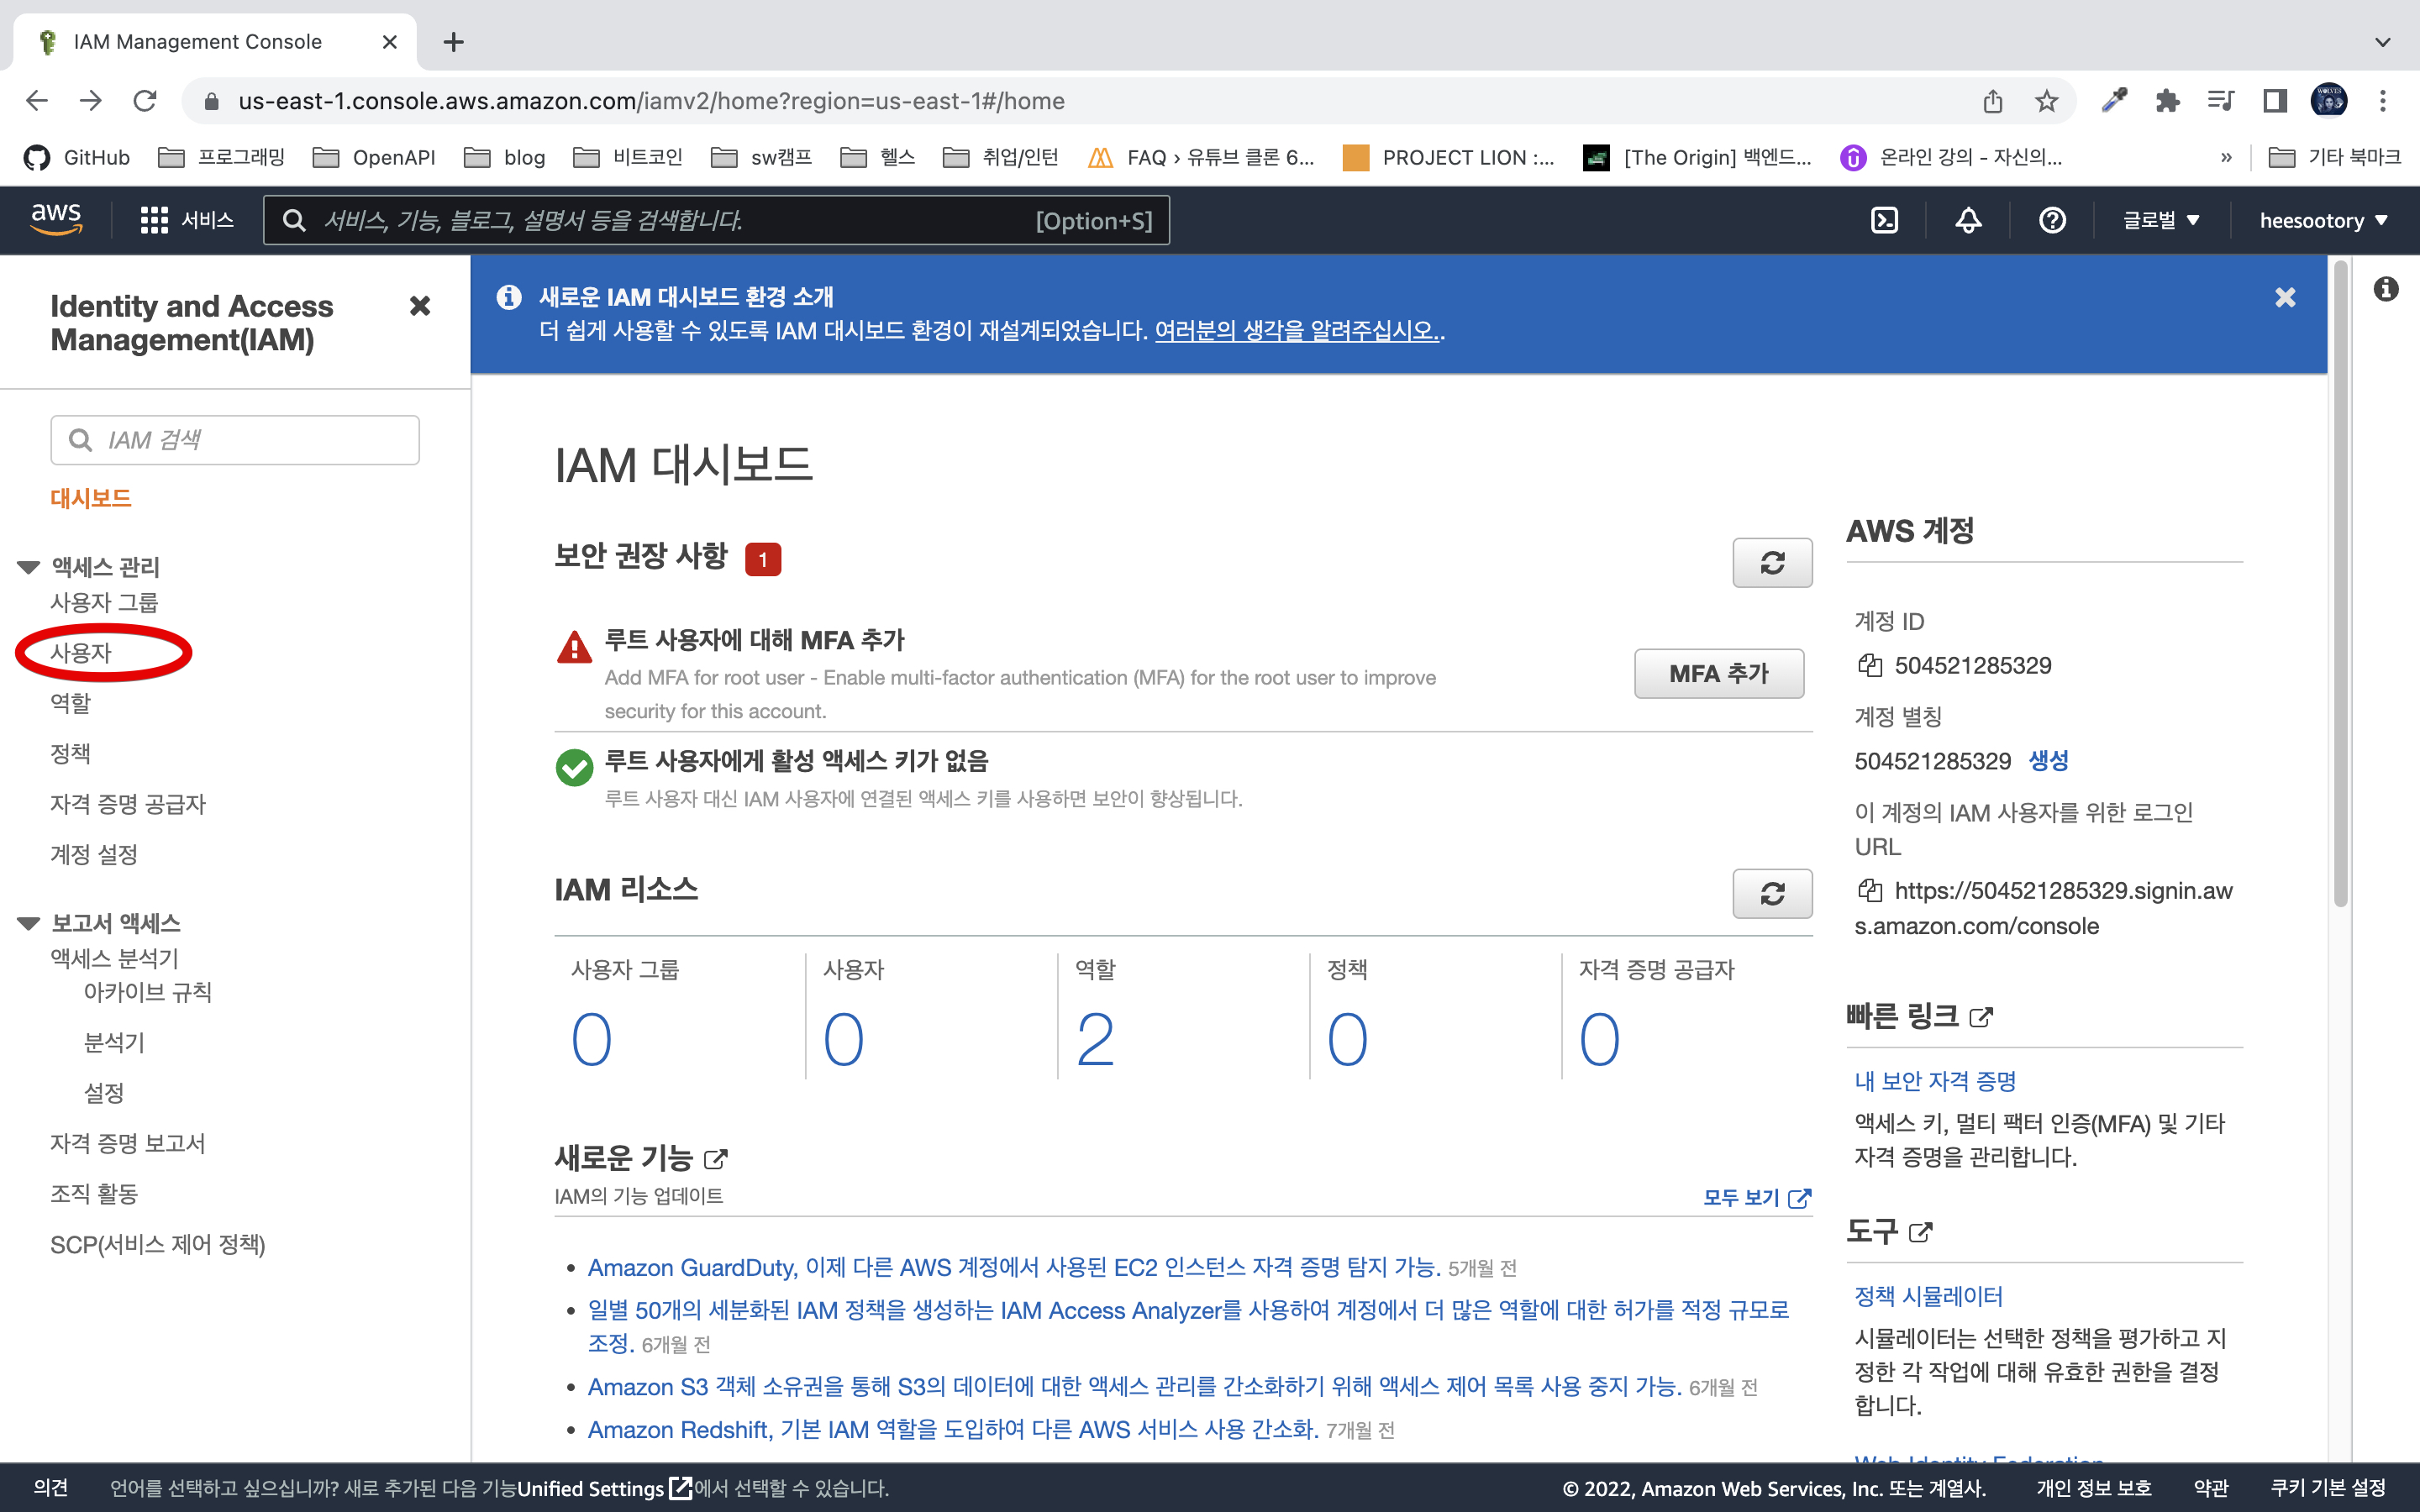 IAM Management Console
us-east-1.console.aws.amazon.com/iamv2/home?region=us-east-1#/home
GitHub 프로그래밍 OpenAPI blog 비트코인 sw캠프 헬스 취업/인턴 FAQ › 유튜브 클론 6... PROJECT LION :... [The Origin] 백엔드... 온라인 강의 - 자신의... » 기타 북마크
aws 서비스 서비스, 기능, 블로그, 설명서 등을 검색합니다. [Option+S] 글로벌 heesootory
Identity and Access
Management(IAM)
IAM 검색
대시보드
액세스 관리
사용자 그룹
사용자
역할
정책
자격 증명 공급자
계정 설정
보고서 액세스
액세스 분석기
아카이브 규칙
분석기
설정
자격 증명 보고서
조직 활동
SCP(서비스 제어 정책)
새로운 IAM 대시보드 환경 소개
더 쉽게 사용할 수 있도록 IAM 대시보드 환경이 재설계되었습니다. 여러분의 생각을 알려주십시오..
IAM 대시보드
보안 권장 사항 1
루트 사용자에 대해 MFA 추가
Add MFA for root user - Enable multi-factor authentication (MFA) for the root user to improve
security for this account.
MFA 추가
루트 사용자에게 활성 액세스 키가 없음
루트 사용자 대신 IAM 사용자에 연결된 액세스 키를 사용하면 보안이 향상됩니다.
IAM 리소스
사용자 그룹 사용자 역할 정책 자격 증명 공급자
0 0 2 0 0
새로운 기능
IAM의 기능 업데이트
모두 보기
• Amazon GuardDuty, 이제 다른 AWS 계정에서 사용된 EC2 인스턴스 자격 증명 탐지 가능. 5개월 전
• 일별 50개의 세분화된 IAM 정책을 생성하는 IAM Access Analyzer를 사용하여 계정에서 더 많은 역할에 대한 허가를 적정 규모로
조정. 6개월 전
• Amazon S3 객체 소유권을 통해 S3의 데이터에 대한 액세스 관리를 간소화하기 위해 액세스 제어 목록 사용 중지 가능. 6개월 전
• Amazon Redshift, 기본 IAM 역할을 도입하여 다른 AWS 서비스 사용 간소화. 7개월 전
AWS 계정
계정 ID
504521285329
계정 별칭
504521285329 생성
이 계정의 IAM 사용자를 위한 로그인
URL
https://504521285329.signin.aw
s.amazon.com/console
빠른 링크
내 보안 자격 증명
액세스 키, 멀티 팩터 인증(MFA) 및 기타
자격 증명을 관리합니다.
도구
정책 시뮬레이터
시뮬레이터는 선택한 정책을 평가하고 지
정한 각 작업에 대해 유효한 권한을 결정
합니다.
Web Identity Federation
의견 언어를 선택하고 싶으십니까? 새로 추가된 다음 기능Unified Settings에서 선택할 수 있습니다.
© 2022, Amazon Web Services, Inc. 또는 계열사. 개인 정보 보호 약관 쿠키 기본 설정